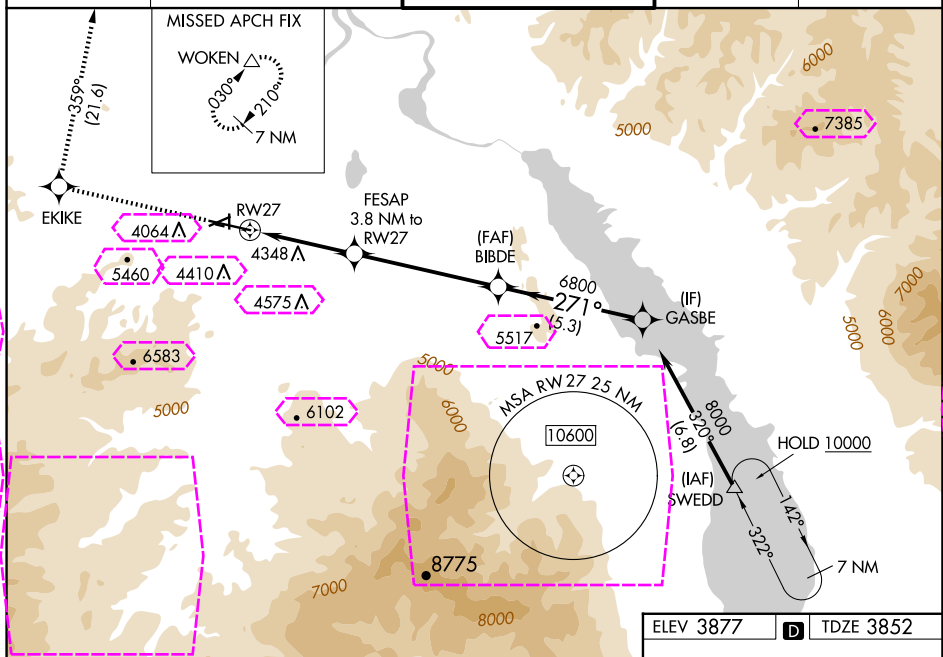 MISSED APCH FIX
WOKEN
030°
210°
7 NM
359°
(21.6)
EKIKE
RW27
FESAP
3.8 NM to
RW27
4064
4348
5460
4410
4575
6583
5000
6102
(FAF)
BIBDE
6800
271°
(5.3)
(IF)
GASBE
5517
5000
6000
7385
6000
5000
7000
6000
5000
MSA RW27 25 NM
10600
8000
320°
(6.8)
(IAF)
SWEDD
HOLD 10000
142°
322°
7 NM
8775
7000
8000
ELEV 3877
D
TDZE 3852